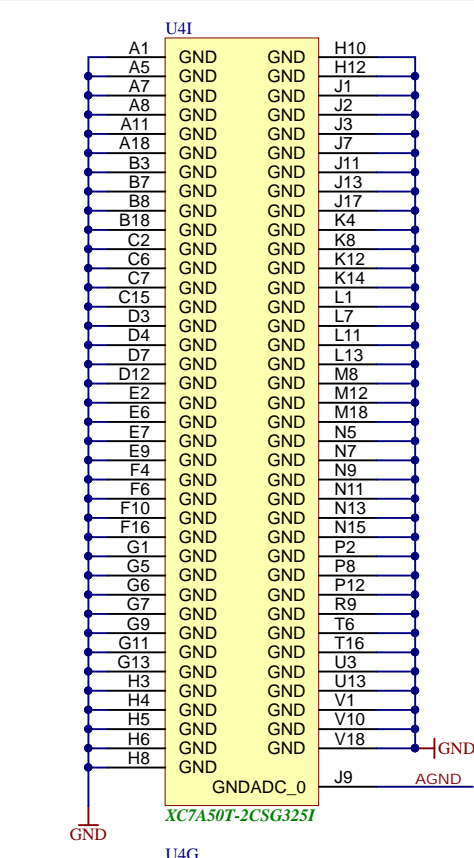 U4I
A1 GND GND H10
A5 GND GND H12
A7 GND GND J1
A8 GND GND J2
A11 GND GND J3
A18 GND GND J7
B3 GND GND J11
B7 GND GND J13
B8 GND GND J17
B18 GND GND K4
C2 GND GND K8
C6 GND GND K12
C7 GND GND K14
C15 GND GND L1
D3 GND GND L7
D4 GND GND L11
D7 GND GND L13
D12 GND GND M8
E2 GND GND M12
E6 GND GND M18
E7 GND GND N5
E9 GND GND N7
F4 GND GND N9
F6 GND GND N11
F10 GND GND N13
F16 GND GND N15
G1 GND GND P2
G5 GND GND P8
G6 GND GND P12
G7 GND GND R9
G9 GND GND T6
G11 GND GND T16
G13 GND GND U3
H3 GND GND U13
H4 GND GND V1
H5 GND GND V10
H6 GND GND V18 GND
H8 GND
GNDADC_0 J9 AGND
XC7A50T-2CSG325I
GND
U4G